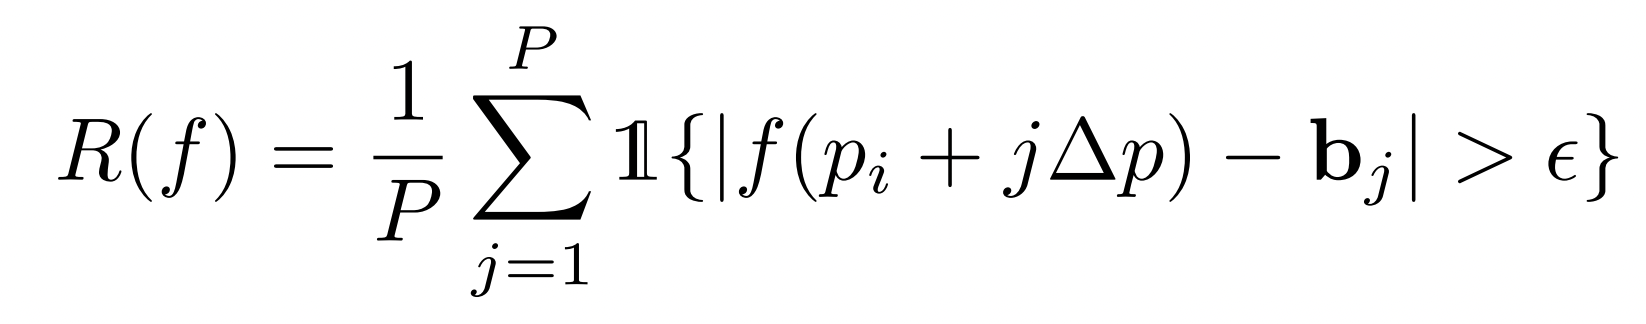 R(f) = \frac{1}{P} \sum_{j=1}^{P} \mathbb{1}\{|f(p_i + j\Delta p) - \mathbf{b}_j| > \epsilon\}